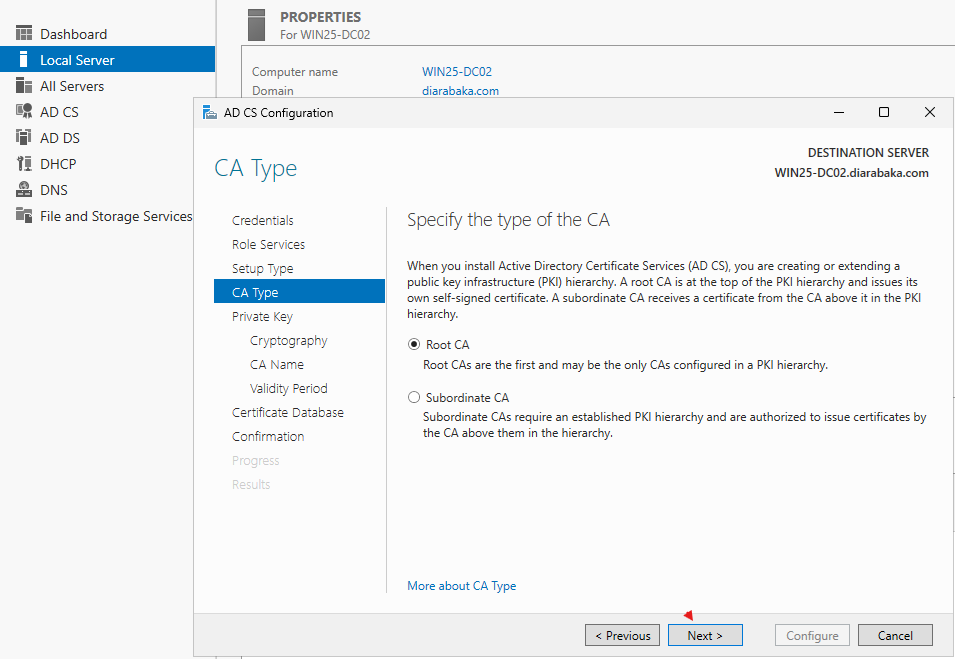 Dashboard
Local Server
All Servers
AD CS
AD DS
DHCP
DNS
File and Storage Services
PROPERTIES
For WIN25-DC02
Computer name WIN25-DC02
Domain diarabaka.com
AD CS Configuration
CA Type
DESTINATION SERVER
WIN25-DC02.diarabaka.com
Credentials
Role Services
Setup Type
CA Type
Private Key
Cryptography
CA Name
Validity Period
Certificate Database
Confirmation
Progress
Results
Specify the type of the CA
When you install Active Directory Certificate Services (AD CS), you are creating or extending a
public key infrastructure (PKI) hierarchy. A root CA is at the top of the PKI hierarchy and issues its
own self-signed certificate. A subordinate CA receives a certificate from the CA above it in the PKI
hierarchy.
Root CA
Root CAs are the first and may be the only CAs configured in a PKI hierarchy.
Subordinate CA
Subordinate CAs require an established PKI hierarchy and are authorized to issue certificates by
the CA above them in the hierarchy.
More about CA Type
< Previous
Next >
Configure
Cancel